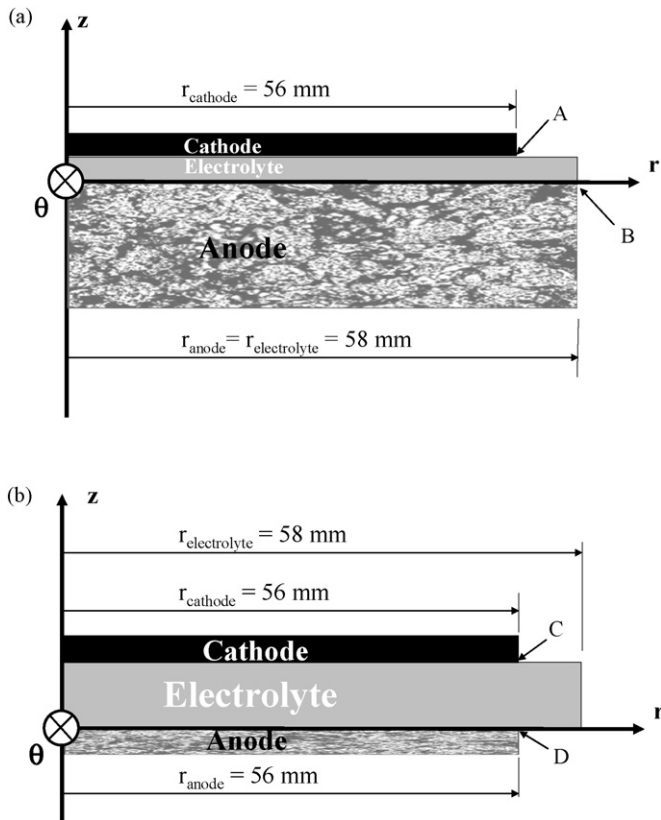 (a)
z
r_cathode = 56 mm
A
Cathode
Electrolyte
r
θ
B
Anode
r_anode= r_electrolyte = 58 mm
(b)
z
r_electrolyte = 58 mm
r_cathode = 56 mm
C
Cathode
Electrolyte
r
θ
Anode
D
r_anode = 56 mm